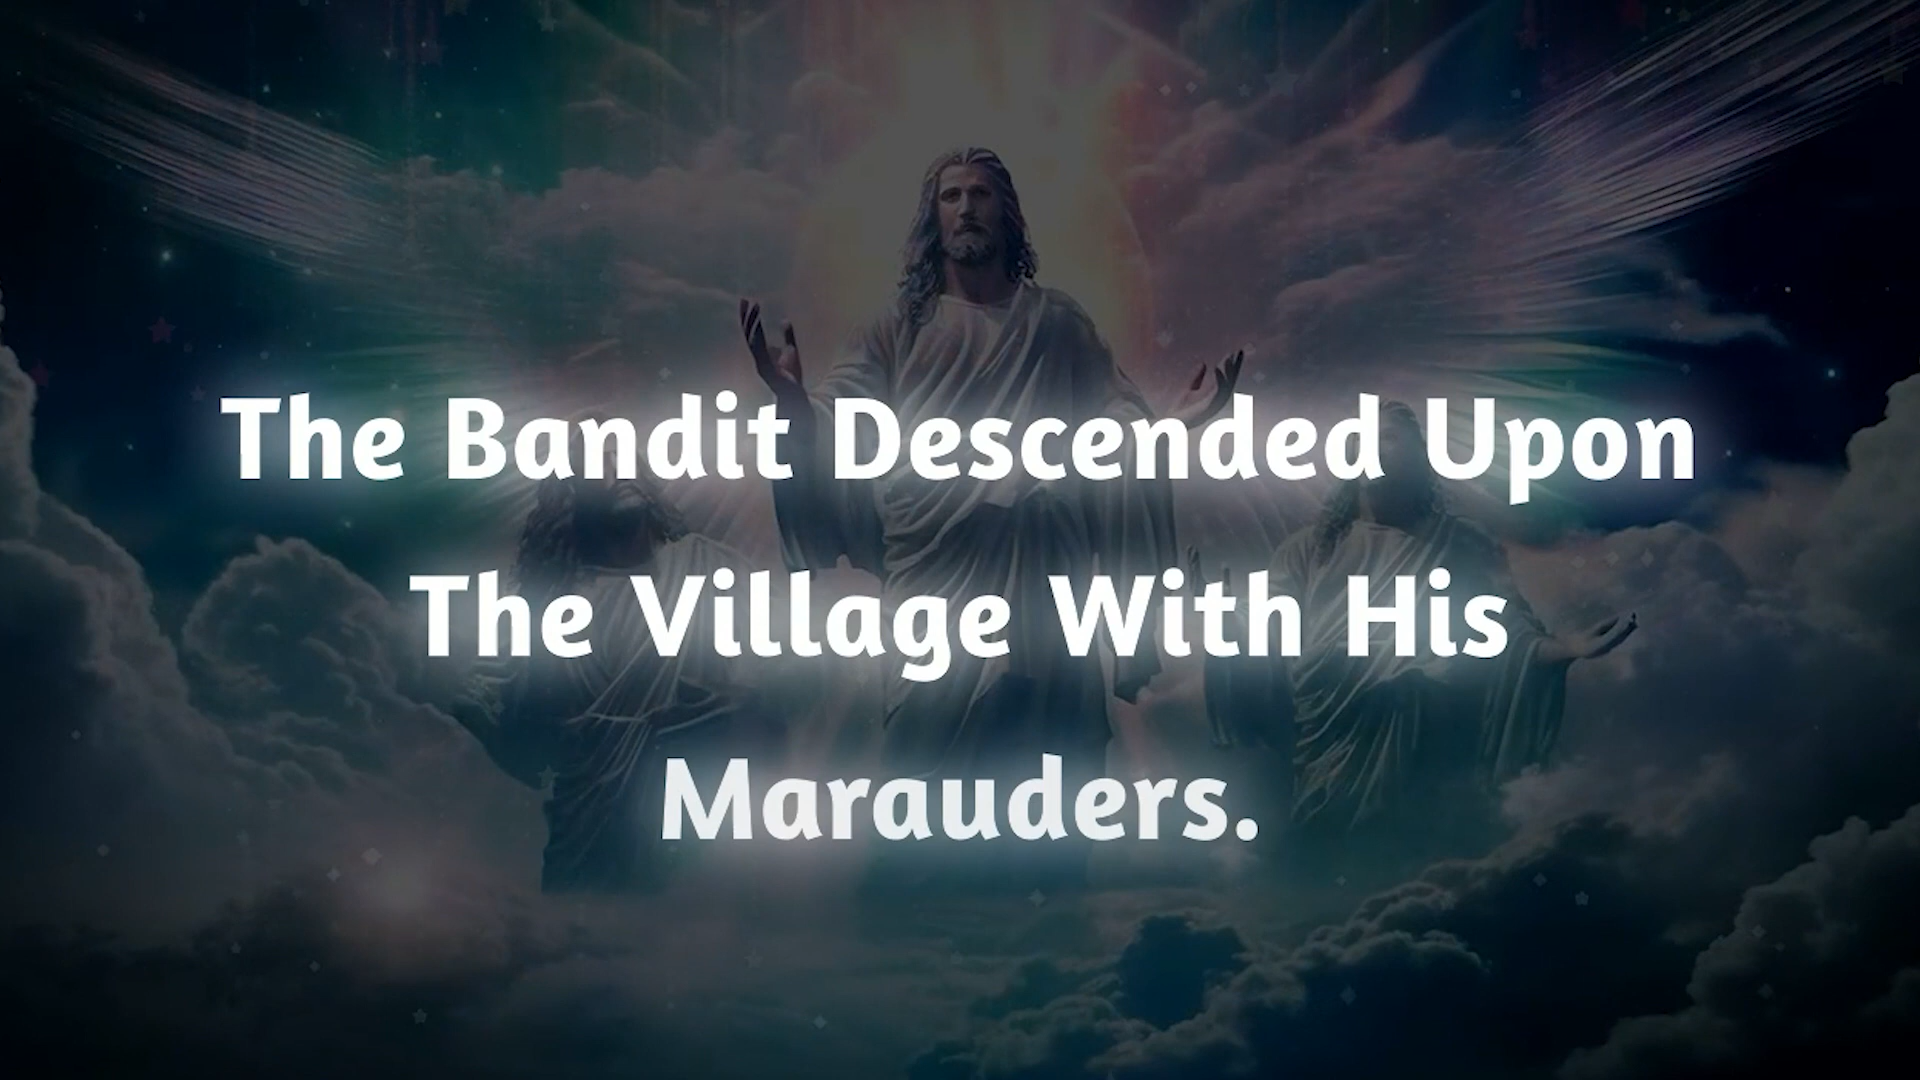 The Bandit Descended Upon
The Village With His
Marauders.